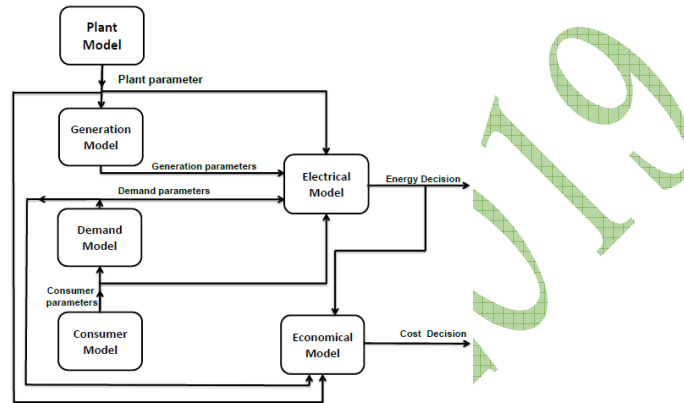 Plant
Model
Plant parameter
Generation
Model
Generation parameters
Demand parameters
Electrical
Model
Energy Decision
Demand
Model
Consumer
parameters
Consumer
Model
Economical
Model
Cost Decision
019